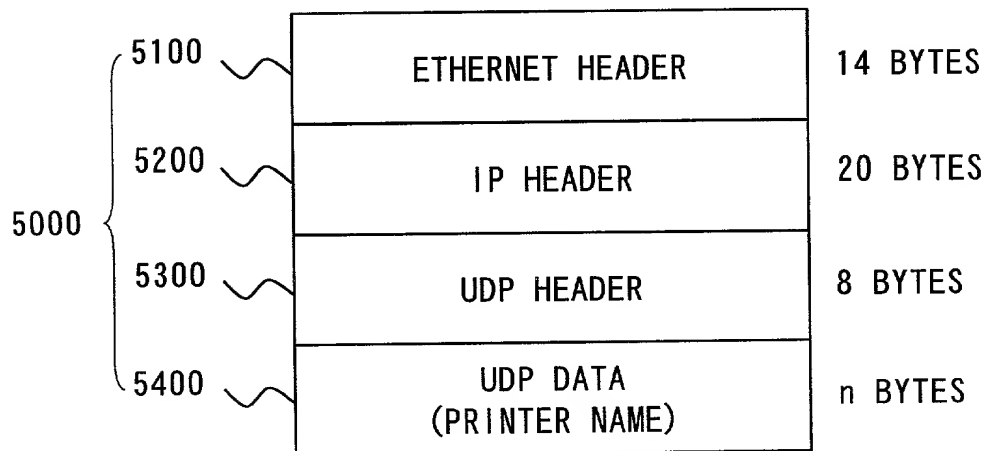 5100 ETHERNET HEADER 14 BYTES
5200 IP HEADER 20 BYTES
5000
5300 UDP HEADER 8 BYTES
5400 UDP DATA
(PRINTER NAME) n BYTES